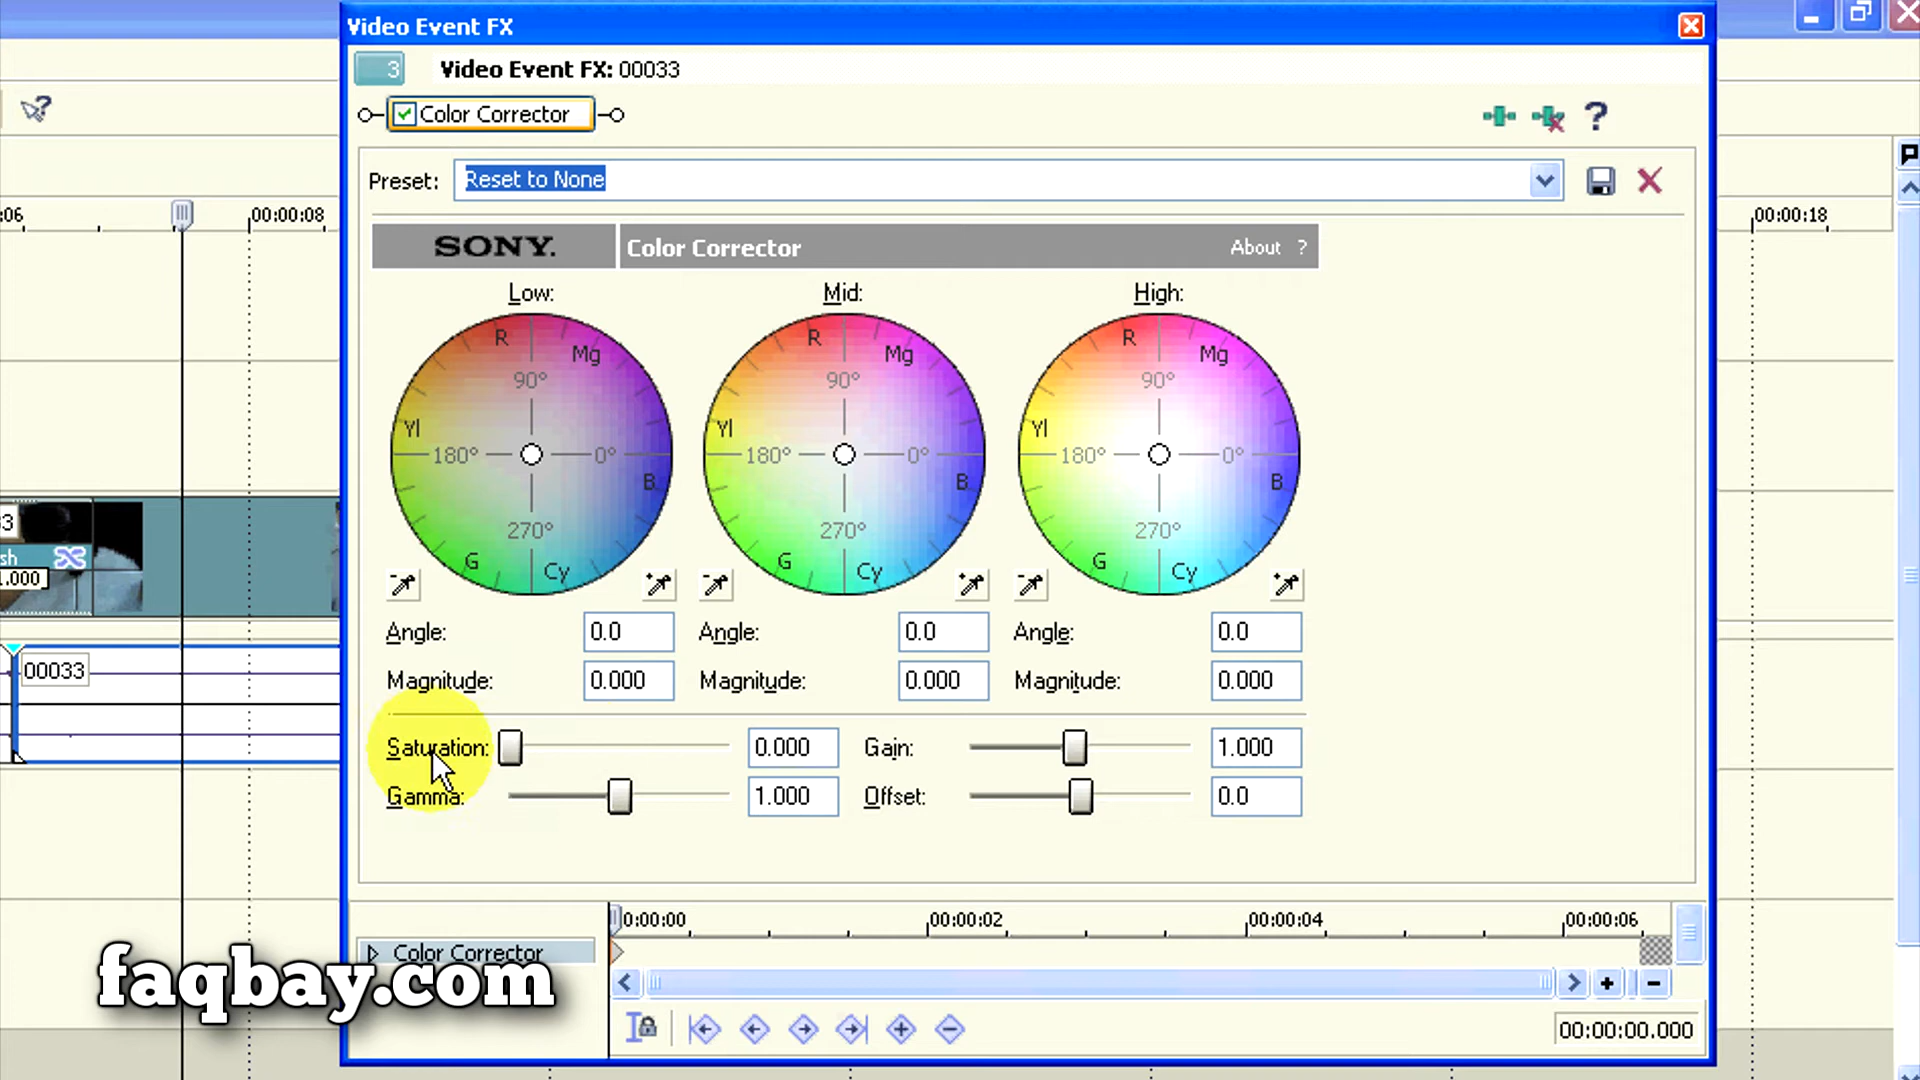 Video Event FX
3 Video Event FX: 00033
Color Corrector
?
Preset: Reset to None
:06 00:00:08 00:00:18
SONY. Color Corrector About ?
Low: Mid: High:
R Mg R Mg R Mg
90° 90° 90°
Yl Yl Yl
180° 0° 180° 0° 180° 0°
B B B
270° 270° 270°
G Cy G Cy G Cy
3
sh
1.000
Angle: 0.0 Angle: 0.0 Angle: 0.0
00033
Magnitude: 0.000 Magnitude: 0.000 Magnitude: 0.000
Saturation: 0.000 Gain: 1.000
Gamma: 1.000 Offset: 0.0
0:00:00 00:00:02 00:00:04 00:00:06
Color Corrector
faqbay.com
00:00:00.000